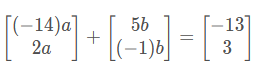 [(-14)a] + [5b] = [-13]
[2a] [(-1)b] [3]